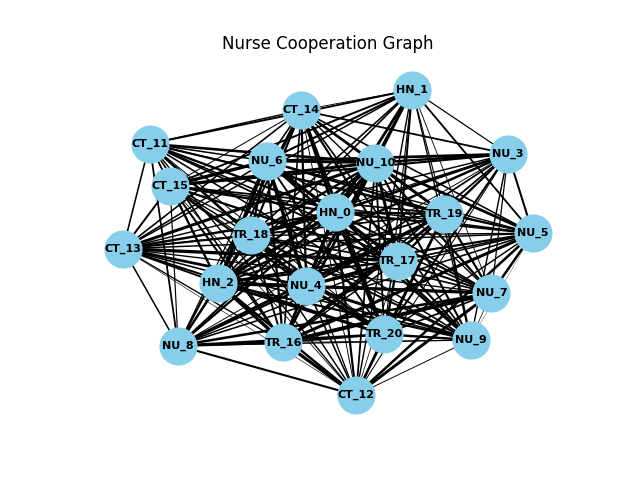 Nurse Cooperation Graph
HN_1
CT_14
CT_11
NU_3
NU_6
NU_10
CT_15
HN_0
TR_19
NU_5
TR_18
CT_13
TR_17
HN_2
NU_4
NU_7
TR_20
NU_9
TR_16
NU_8
CT_12